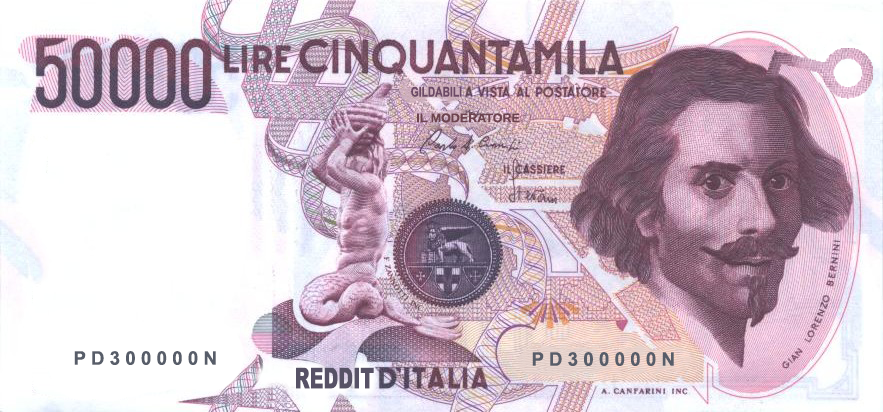 50000 LIRE CINQUANTAMILA
GILDABILI A VISTA AL POSTATORE
IL MODERATORE
IL CASSIERE
GIAN LORENZO BERNINI
PD300000N
PD300000N
REDDIT D'ITALIA
A. CANFARINI INC